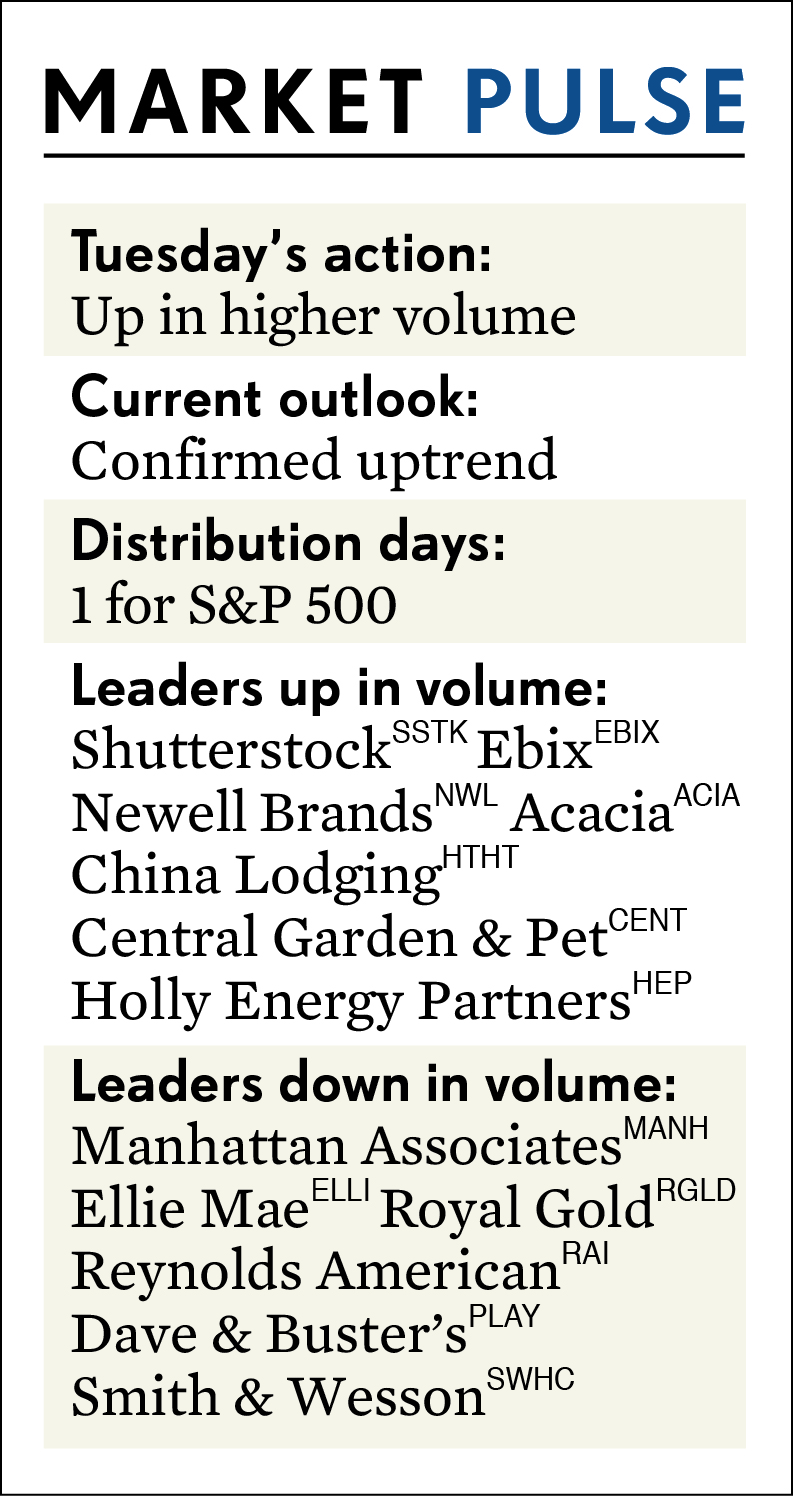 MARKET PULSE
Tuesday’s action:
Up in higher volume
Current outlook:
Confirmed uptrend
Distribution days:
1 for S&P 500
Leaders up in volume:
Shutterstock SSTK Ebix EBIX
Newell Brands NWL Acacia ACIA
China Lodging HTHT
Central Garden & Pet CENT
Holly Energy Partners HEP
Leaders down in volume:
Manhattan Associates MANH
Ellie Mae ELLI Royal Gold RGLD
Reynolds American RAI
Dave & Buster’s PLAY
Smith & Wesson SWHC